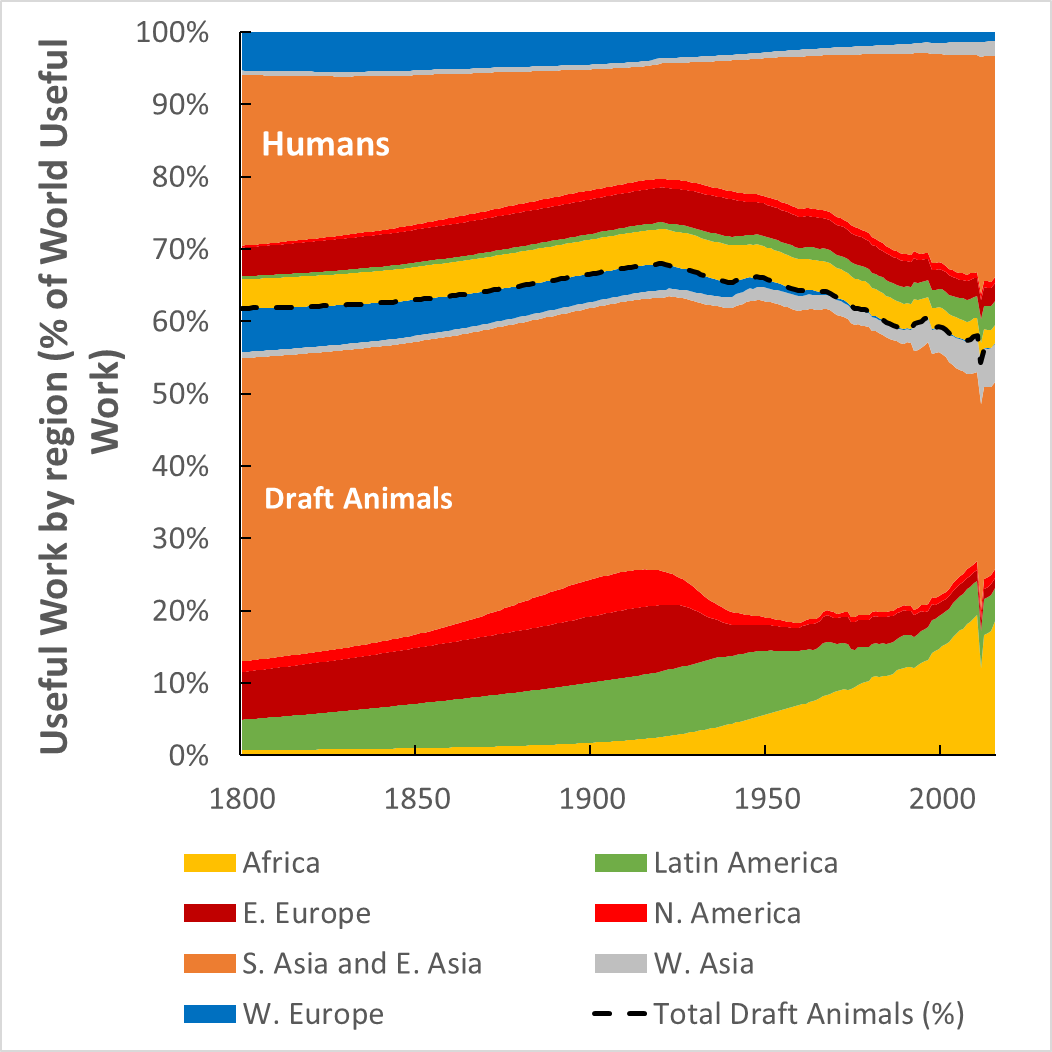 Useful Work by region (% of World Useful
Work)
100%
90%
80%
70%
60%
50%
40%
30%
20%
10%
0%
Humans
Draft Animals
1800 1850 1900 1950 2000
Africa Latin America
E. Europe N. America
S. Asia and E. Asia W. Asia
W. Europe Total Draft Animals (%)